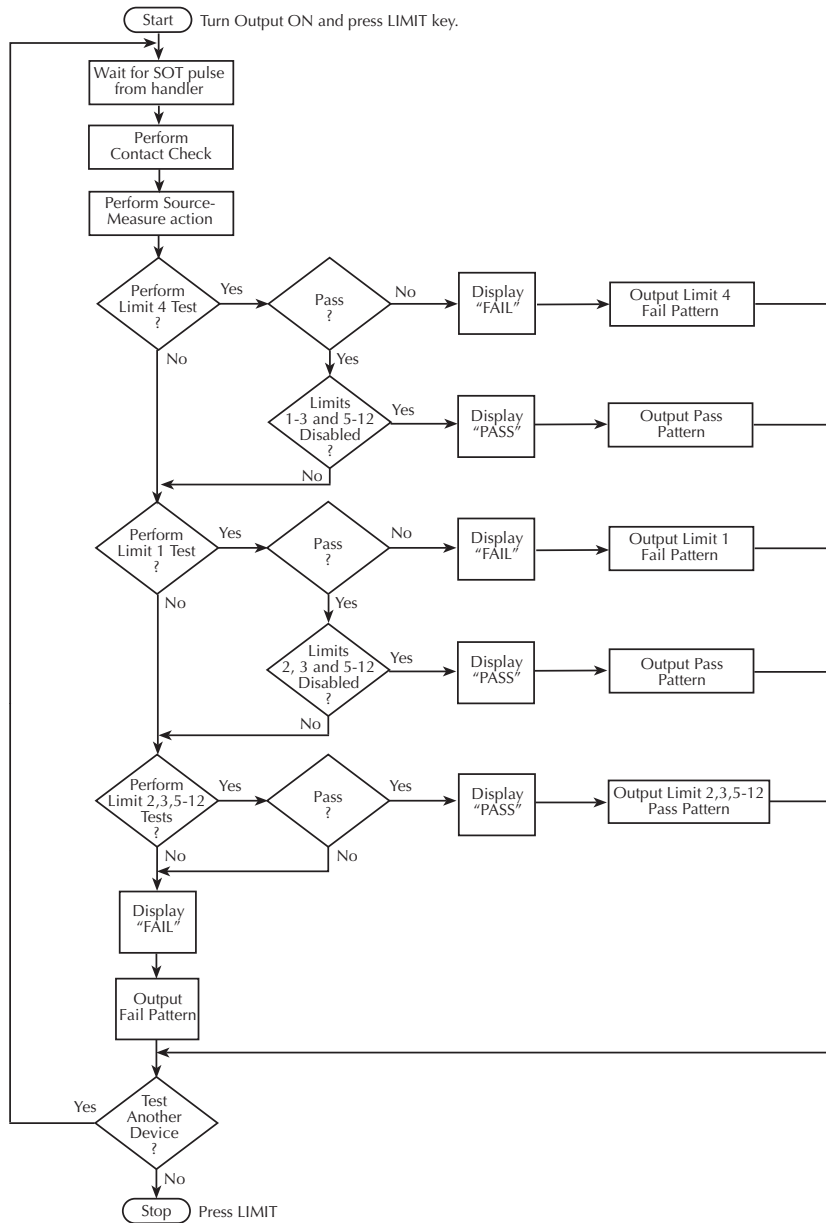 Start
Turn Output ON and press LIMIT key.
Wait for SOT pulse
from handler
Perform
Contact Check
Perform Source-
Measure action
Perform
Limit 4 Test
?
Yes
Pass
?
No
Display
“FAIL”
Output Limit 4
Fail Pattern
No
Yes
Limits
1-3 and 5-12
Disabled
?
Yes
Display
“PASS”
Output Pass
Pattern
No
Perform
Limit 1 Test
?
Yes
Pass
?
No
Display
“FAIL”
Output Limit 1
Fail Pattern
No
Yes
Limits
2, 3 and 5-12
Disabled
?
Yes
Display
“PASS”
Output Pass
Pattern
No
Perform
Limit 2,3,5-12
Tests
?
Yes
Pass
?
Yes
Display
“PASS”
Output Limit 2,3,5-12
Pass Pattern
No
No
Display
“FAIL”
Output
Fail Pattern
Test
Another
Device
?
Yes
No
Stop
Press LIMIT